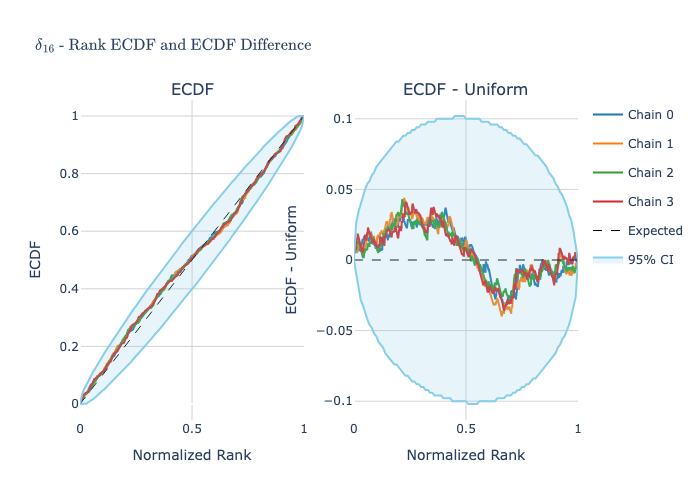 δ₁₆ - Rank ECDF and ECDF Difference
ECDF
ECDF - Uniform
1
0.8
0.6
0.4
0.2
0
0
0.5
1
ECDF
Normalized Rank
0.1
0.05
0
−0.05
−0.1
0
0.5
1
ECDF - Uniform
Normalized Rank
Chain 0
Chain 1
Chain 2
Chain 3
Expected
95% CI